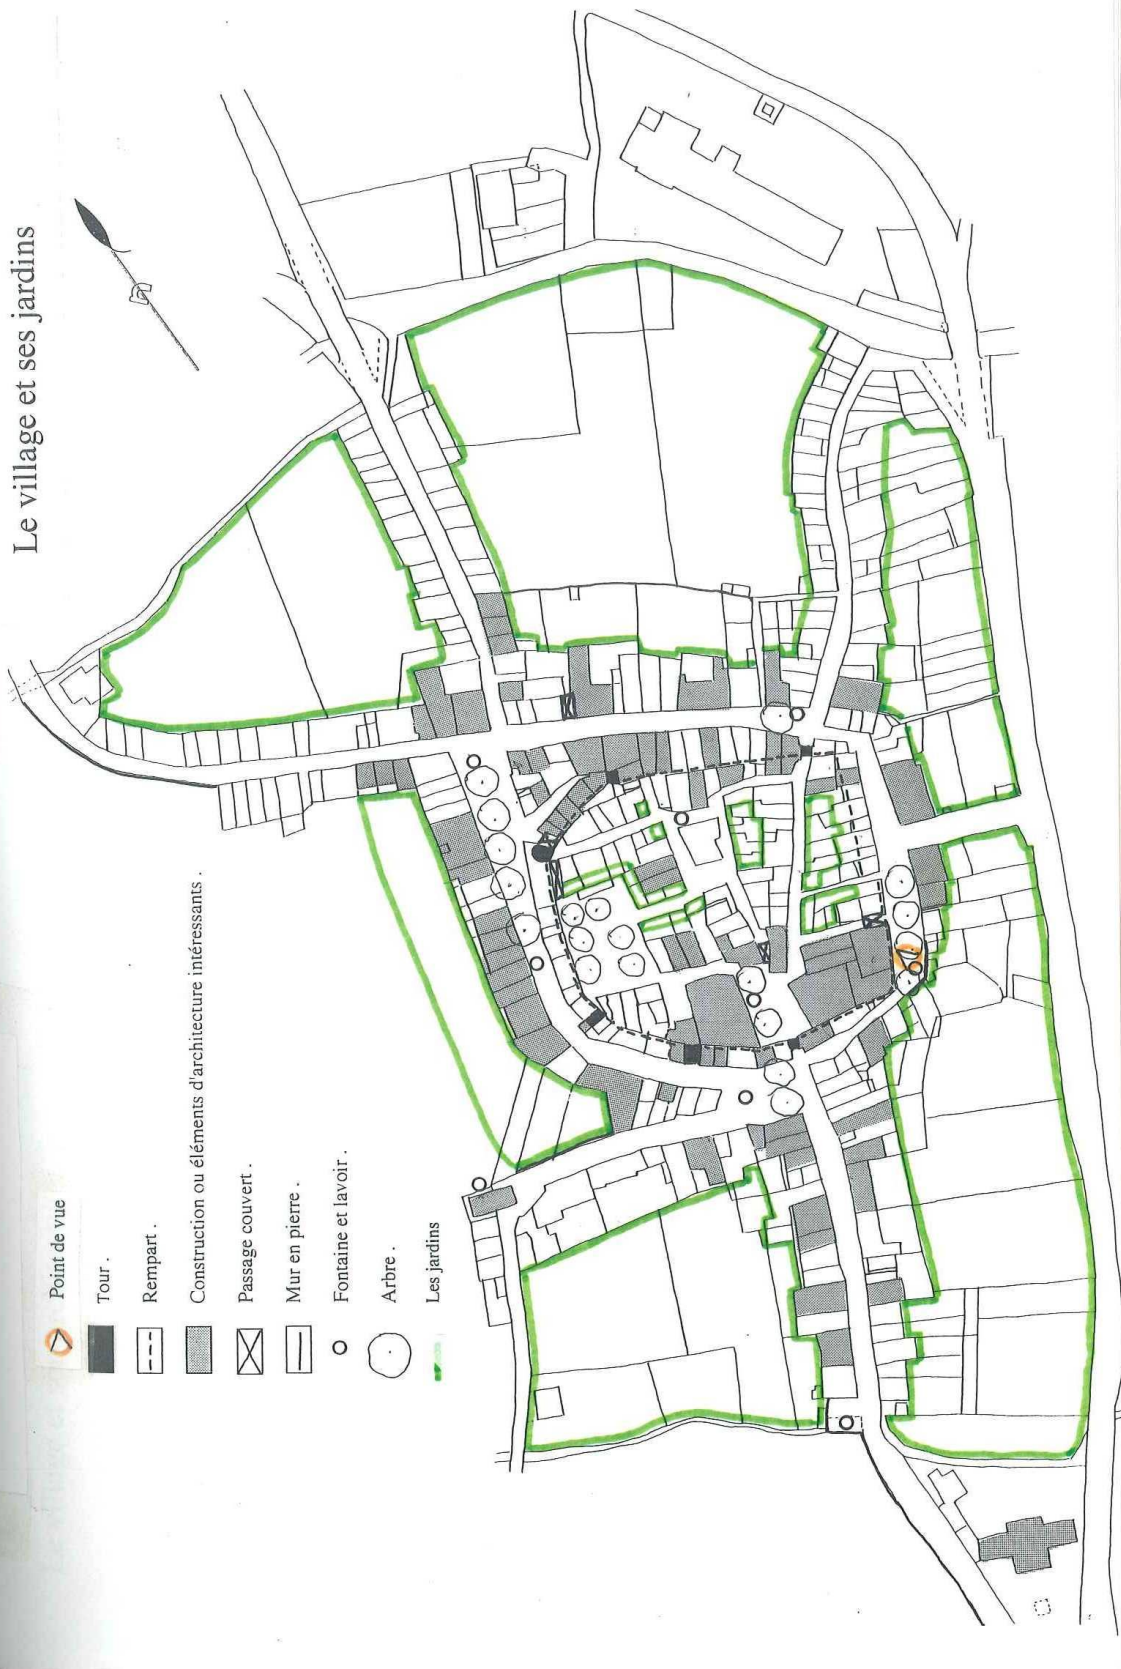 Le village et ses jardins
Point de vue
Tour .
Rempart .
Construction ou éléments d'architecture intéressants .
Passage couvert .
Mur en pierre .
Fontaine et lavoir .
Arbre .
Les jardins